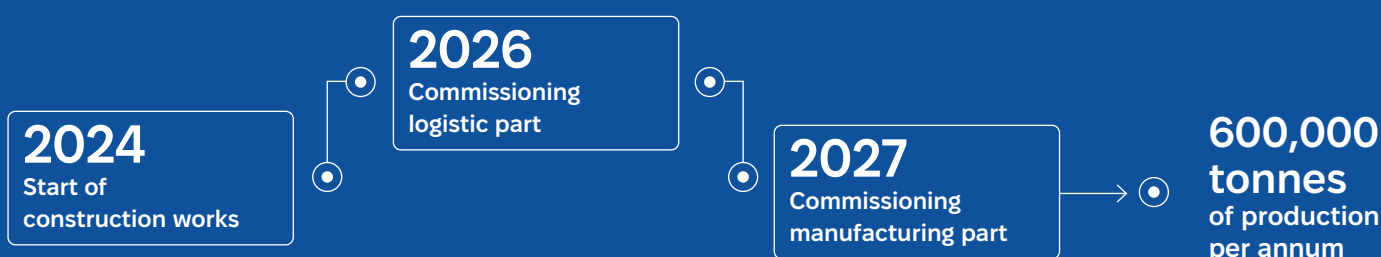 2024
Start of
construction works
2026
Commissioning
logistic part
2027
Commissioning
manufacturing part
600,000
tonnes
of production
per annum